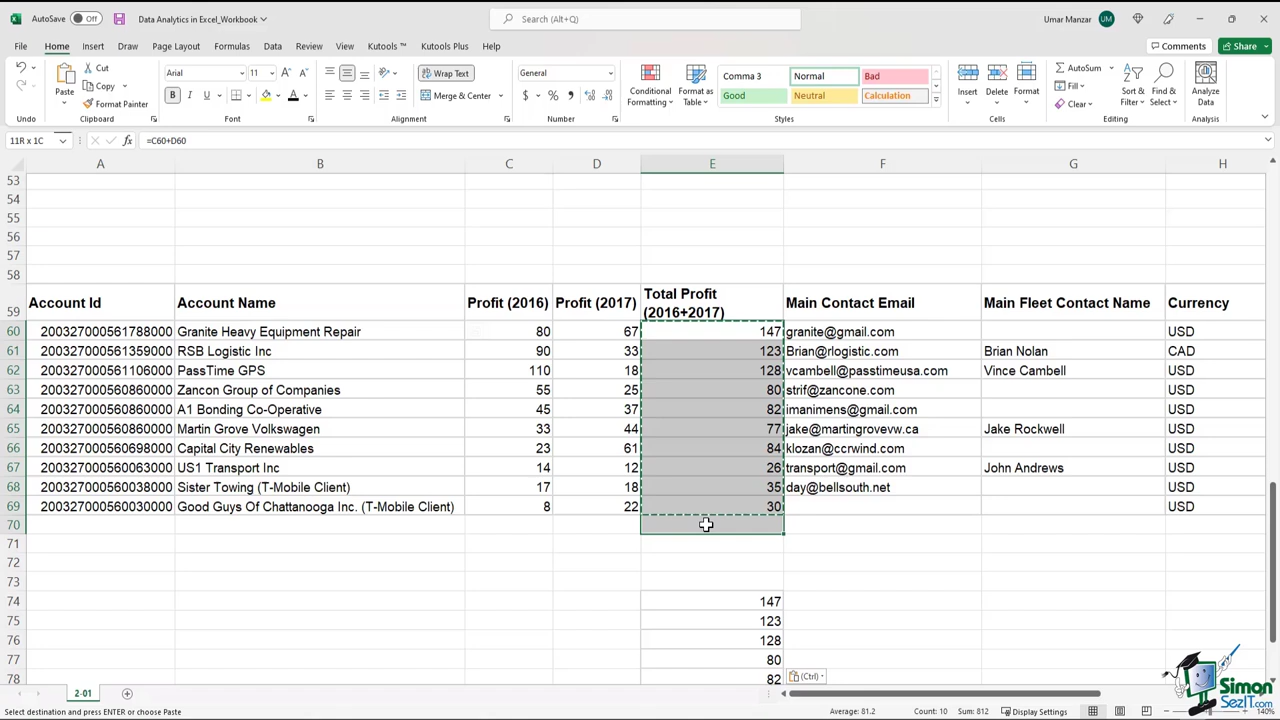 AutoSave Off Data Analytics in Excel_Workbook Search (Alt+Q) Umar Manzar UM
File Home Insert Draw Page Layout Formulas Data Review View Kutools ™ Kutools Plus Help Comments Share
Paste Cut Arial 11 Wrap Text General Conditional Formatting Format as Table Comma 3 Normal Bad Insert Delete Format AutoSum Sort & Filter Find & Select Analyze Data
Copy Fill
Format Painter B I U A Merge & Center $ % Good Neutral Calculation Clear
Undo Clipboard Font Alignment Number Styles Cells Editing Analysis
11R x 1C fx =C60+D60
A B C D E F G H
53
54
55
56
57
58
59 Account Id Account Name Profit (2016) Profit (2017) Total Profit (2016+2017) Main Contact Email Main Fleet Contact Name Currency
60 200327000561788000 Granite Heavy Equipment Repair 80 67 147 granite@gmail.com USD
61 200327000561359000 RSB Logistic Inc 90 33 123 Brian@rlogistic.com Brian Nolan CAD
62 200327000561106000 PassTime GPS 110 18 128 vcambell@passtimeusa.com Vince Cambell USD
63 200327000560860000 Zancon Group of Companies 55 25 80 strif@zancone.com USD
64 200327000560860000 A1 Bonding Co-Operative 45 37 82 imanimens@gmail.com USD
65 200327000560860000 Martin Grove Volkswagen 33 44 77 jake@martingrovevw.ca Jake Rockwell USD
66 200327000560698000 Capital City Renewables 23 61 84 klozan@ccrwind.com USD
67 200327000560063000 US1 Transport Inc 14 12 26 transport@gmail.com John Andrews USD
68 200327000560038000 Sister Towing (T-Mobile Client) 17 18 35 day@bellsouth.net USD
69 200327000560030000 Good Guys Of Chattanooga Inc. (T-Mobile Client) 8 22 30 USD
70
71
72
73
74 147
75 123
76 128
77 80
78 82
(Ctrl)
2-01
Select destination and press ENTER or choose Paste Average: 81.2 Count: 10 Sum: 812 Display Settings 140%
Simon
SezIT.com